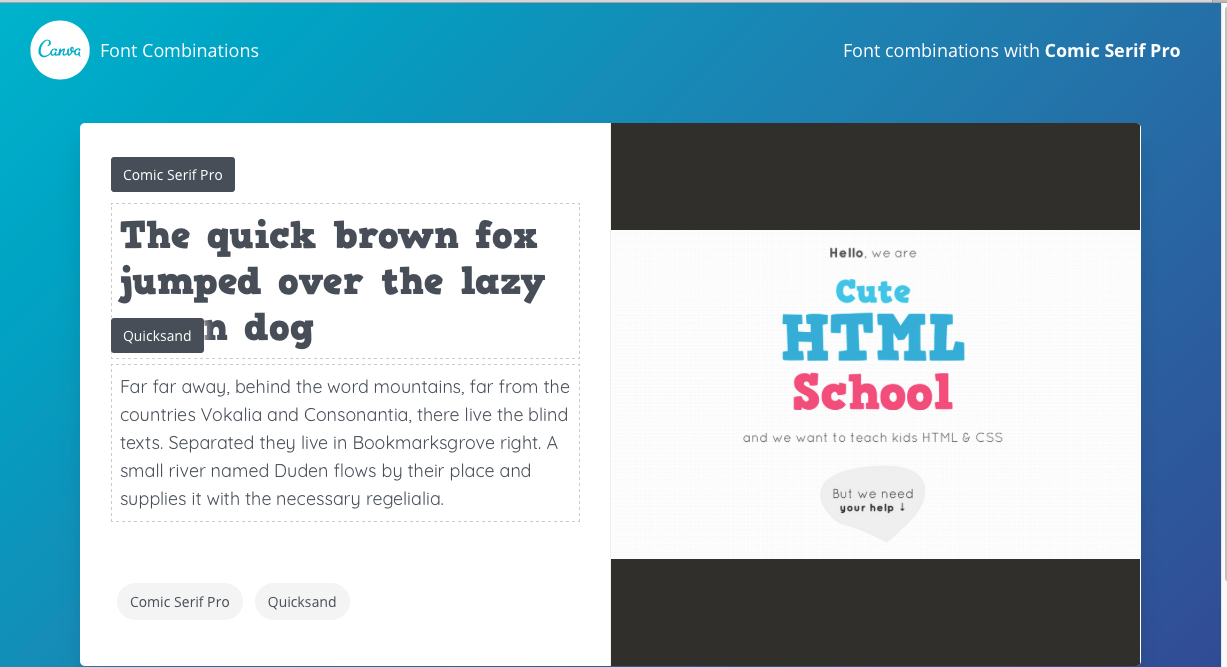 Canva Font Combinations
Font combinations with Comic Serif Pro
Comic Serif Pro
The quick brown fox
jumped over the lazy
n dog
Quicksand
Far far away, behind the word mountains, far from the
countries Vokalia and Consonantia, there live the blind
texts. Separated they live in Bookmarksgrove right. A
small river named Duden flows by their place and
supplies it with the necessary regelialia.
Comic Serif Pro Quicksand
Hello, we are
Cute
HTML
School
and we want to teach kids HTML & CSS
But we need
your help ↓